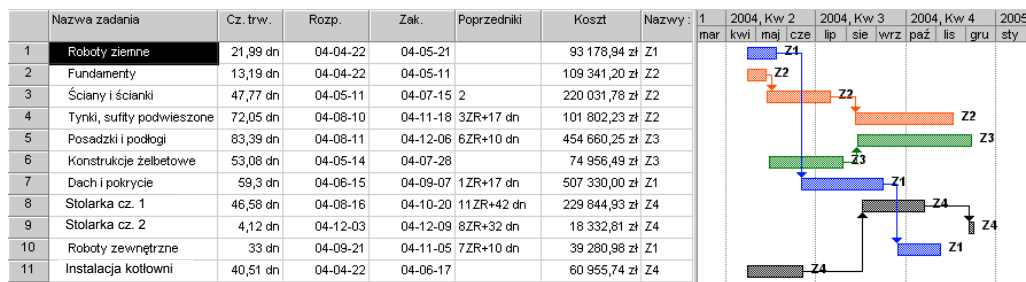 Nazwa zadania Cz. trw. Rozp. Zak. Poprzedniki Koszt Nazwy : 1 2004, Kw 2 2004, Kw 3 2004, Kw 4 2005
mar kwi maj cze lip sie wrz paź lis gru sty
1 Roboty ziemne 21,99 dn 04-04-22 04-05-21 93 178,94 zł Z1 Z1
2 Fundamenty 13,19 dn 04-04-22 04-05-11 109 341,20 zł Z2 Z2
3 Ściany i ścianki 47,77 dn 04-05-11 04-07-15 2 220 031,78 zł Z2 Z2
4 Tynki, sufity podwieszone 72,05 dn 04-08-10 04-11-18 3ZR+17 dn 101 802,23 zł Z2 Z2
5 Posadzki i podłogi 83,39 dn 04-08-11 04-12-06 6ZR+10 dn 454 660,25 zł Z3 Z3
6 Konstrukcje żelbetowe 53,08 dn 04-05-14 04-07-28 74 956,49 zł Z3 Z3
7 Dach i pokrycie 59,3 dn 04-06-15 04-09-07 1ZR+17 dn 507 330,00 zł Z1 Z1
8 Stolarka cz. 1 46,58 dn 04-08-16 04-10-20 11ZR+42 dn 229 844,93 zł Z4 Z4
9 Stolarka cz. 2 4,12 dn 04-12-03 04-12-09 8ZR+32 dn 18 332,81 zł Z4 Z4
10 Roboty zewnętrzne 33 dn 04-09-21 04-11-05 7ZR+10 dn 39 280,98 zł Z1 Z1
11 Instalacja kotłowni 40,51 dn 04-04-22 04-06-17 60 955,74 zł Z4 Z4